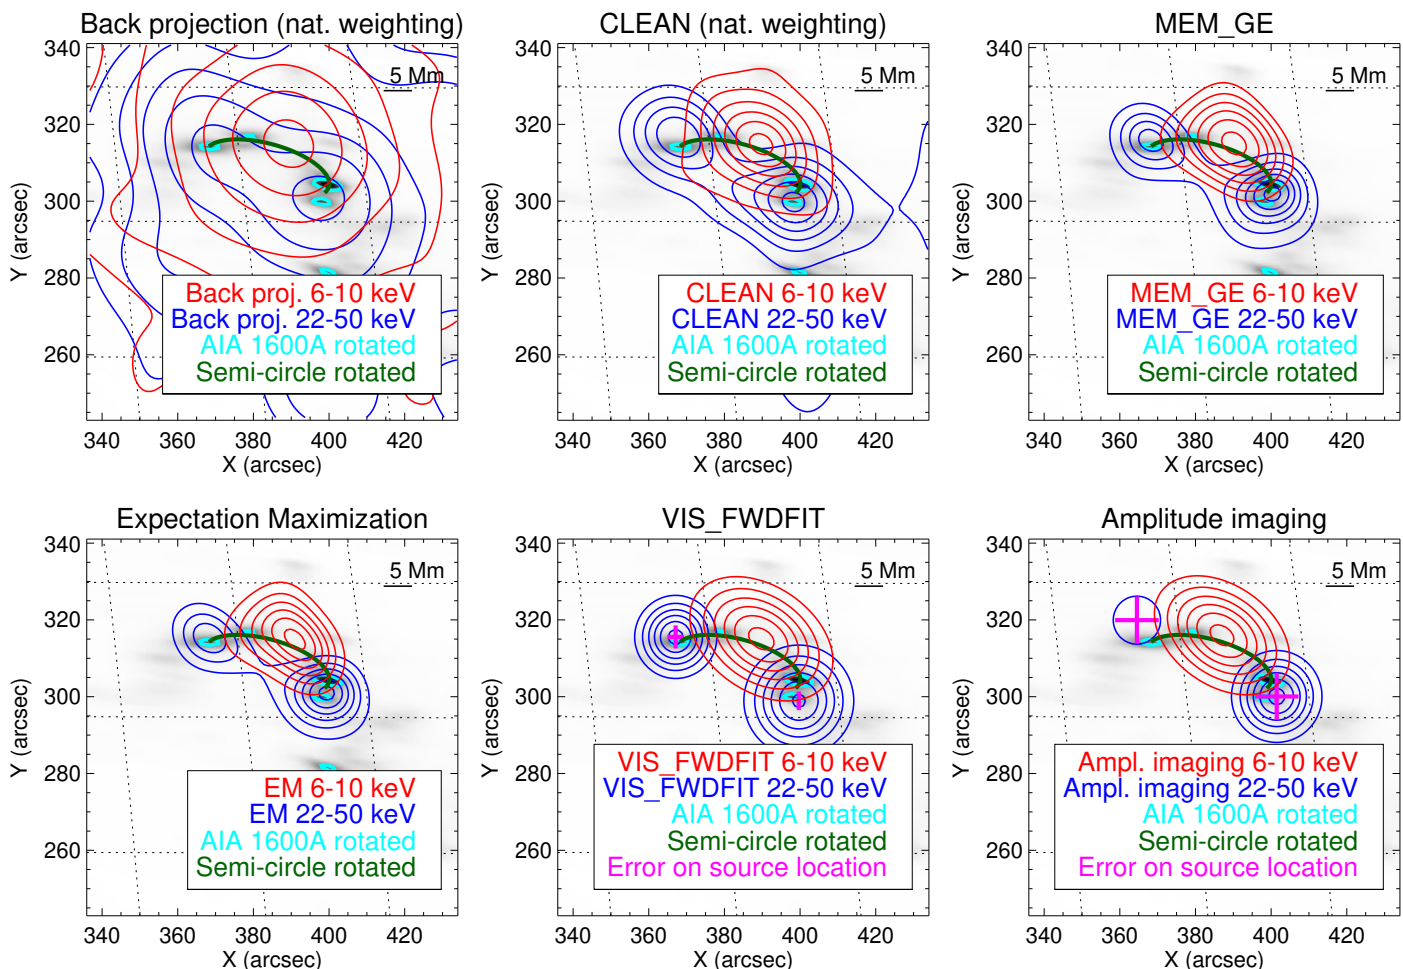 Back projection (nat. weighting)
340
320
300
280
260
Y (arcsec)
5 Mm
Back proj. 6-10 keV
Back proj. 22-50 keV
AIA 1600A rotated
Semi-circle rotated
340 360 380 400 420
X (arcsec)
CLEAN (nat. weighting)
340
320
300
280
260
Y (arcsec)
5 Mm
CLEAN 6-10 keV
CLEAN 22-50 keV
AIA 1600A rotated
Semi-circle rotated
340 360 380 400 420
X (arcsec)
MEM_GE
340
320
300
280
260
Y (arcsec)
5 Mm
MEM_GE 6-10 keV
MEM_GE 22-50 keV
AIA 1600A rotated
Semi-circle rotated
340 360 380 400 420
X (arcsec)
Expectation Maximization
340
320
300
280
260
Y (arcsec)
5 Mm
EM 6-10 keV
EM 22-50 keV
AIA 1600A rotated
Semi-circle rotated
340 360 380 400 420
X (arcsec)
VIS_FWDFIT
340
320
300
280
260
Y (arcsec)
5 Mm
VIS_FWDFIT 6-10 keV
VIS_FWDFIT 22-50 keV
AIA 1600A rotated
Semi-circle rotated
Error on source location
340 360 380 400 420
X (arcsec)
Amplitude imaging
340
320
300
280
260
Y (arcsec)
5 Mm
Ampl. imaging 6-10 keV
Ampl. imaging 22-50 keV
AIA 1600A rotated
Semi-circle rotated
Error on source location
340 360 380 400 420
X (arcsec)